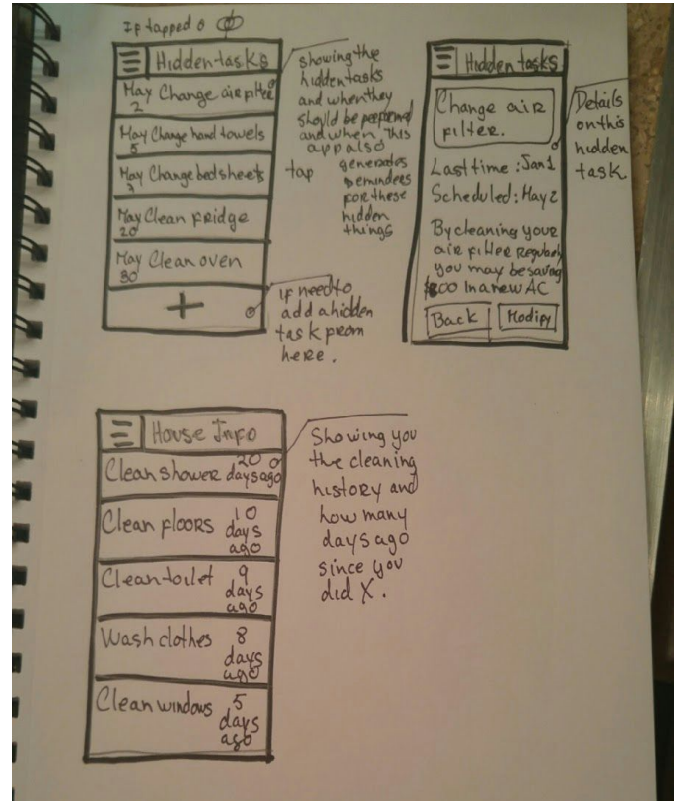 If tapped
Hidden tasks
May 2 Change air filter
May 5 Change hand towels
May Change bedsheets
May 20 Clean Fridge
May 30 Clean oven
+
showing the
hidden tasks
and when they
should be
and when. This
app also
generates
reminders
for these
hidden
things
tap
if need to
add a hidden
task from
here.
Hidden tasks
Change air
filter.
Last time: Jan 1
Scheduled: May 2
By cleaning your
air filter Regularly
you may be saving
In a new AC
Back Modify
Details
on this
hidden
task
House Info
Clean shower 20 days ago
Clean floors 10 days ago
Clean toilet 9 days ago
Wash clothes 8 days ago
Clean windows 5 days ago
Showing you
the cleaning
history and
how many
days ago
since you
did X.